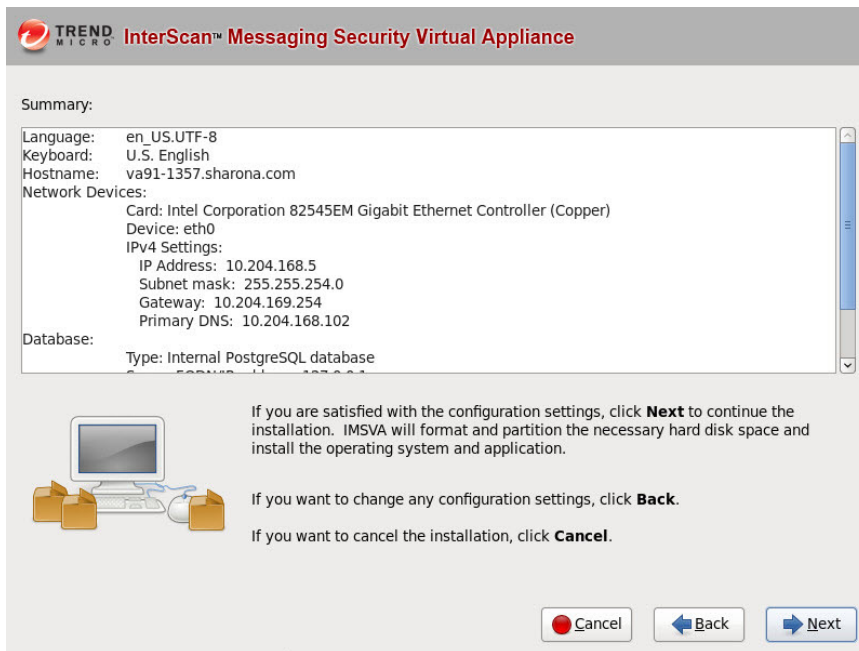 TREND MICRO InterScan™ Messaging Security Virtual Appliance
Summary:
Language: en_US.UTF-8
Keyboard: U.S. English
Hostname: va91-1357.sharona.com
Network Devices:
Card: Intel Corporation 82545EM Gigabit Ethernet Controller (Copper)
Device: eth0
IPv4 Settings:
IP Address: 10.204.168.5
Subnet mask: 255.255.254.0
Gateway: 10.204.169.254
Primary DNS: 10.204.168.102
Database:
Type: Internal PostgreSQL database
If you are satisfied with the configuration settings, click Next to continue the
installation. IMSVA will format and partition the necessary hard disk space and
install the operating system and application.
If you want to change any configuration settings, click Back.
If you want to cancel the installation, click Cancel.
Cancel
Back
Next